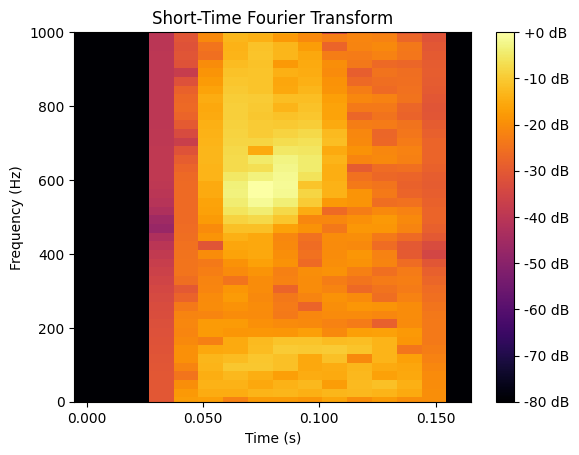 Short-Time Fourier Transform
1000
800
600
400
200
0
Frequency (Hz)
0.000
0.050
0.100
0.150
Time (s)
+0 dB
-10 dB
-20 dB
-30 dB
-40 dB
-50 dB
-60 dB
-70 dB
-80 dB